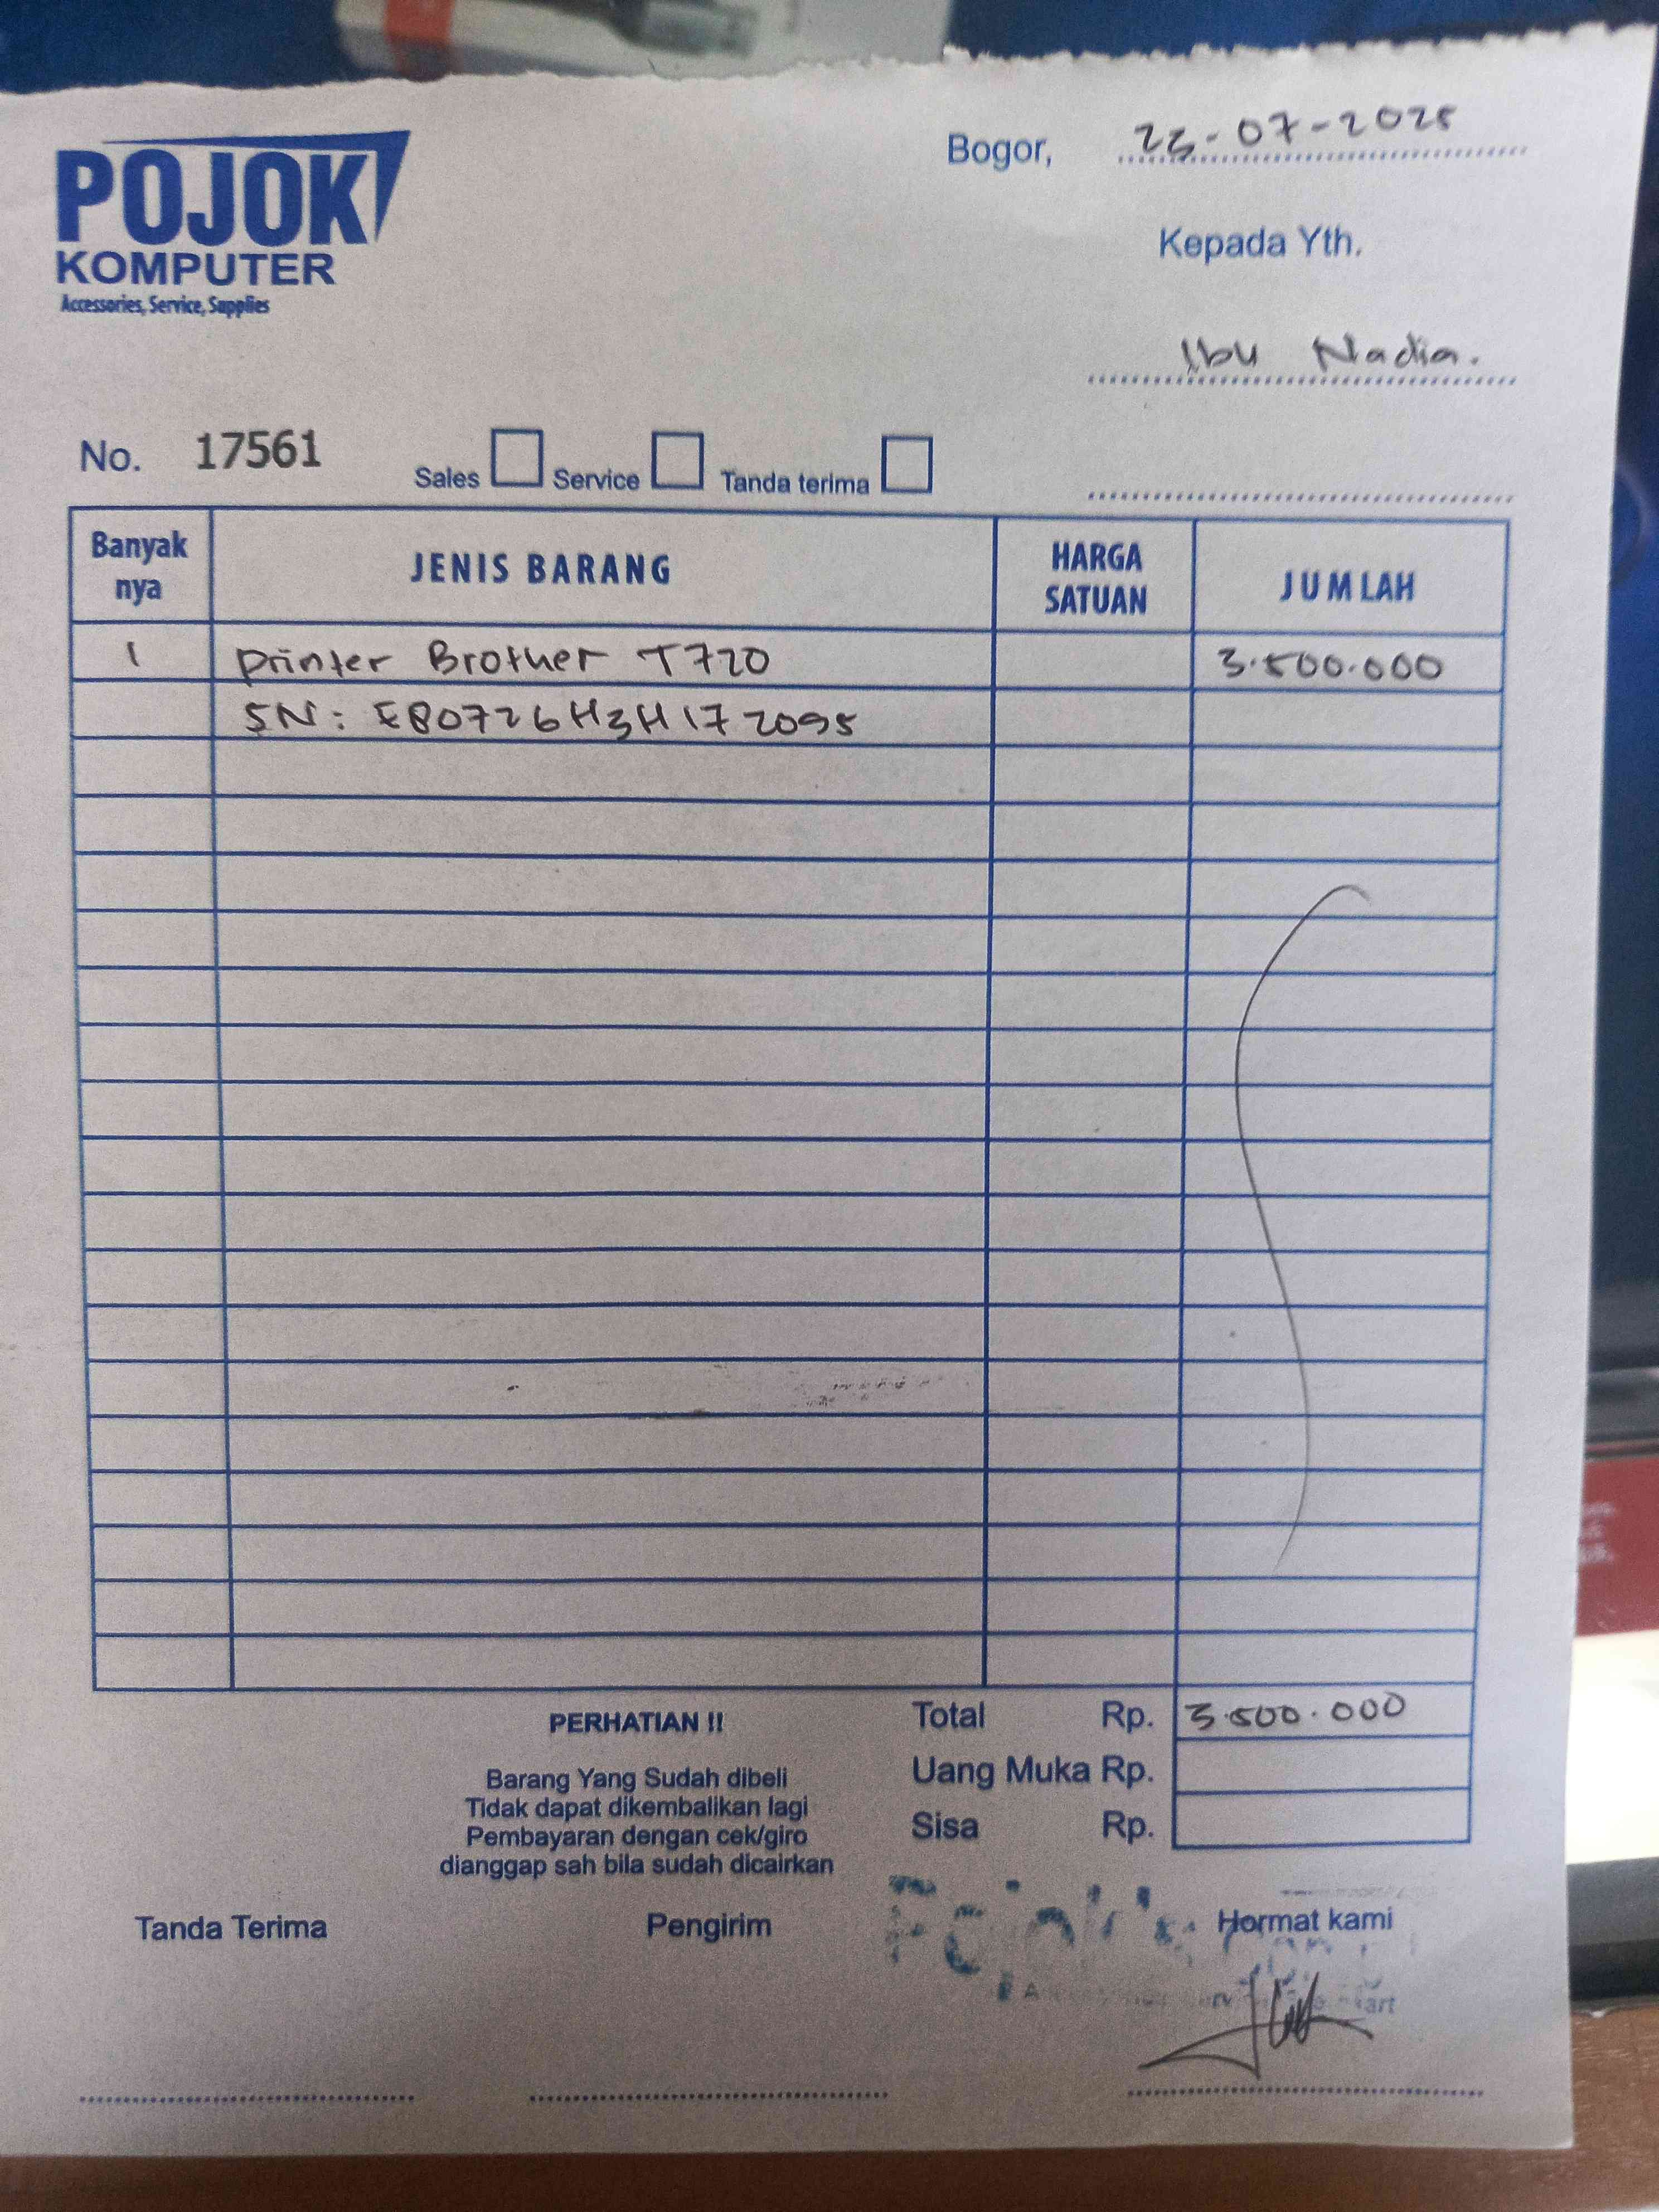 POJOK
KOMPUTER
Accessories, Service, Supplies
Bogor, 25-07-2025
Kepada Yth.
Ibu Nadia.
No. 17561
Sales Service Tanda terima
Banyak nya JENIS BARANG HARGA SATUAN JUMLAH
1 Printer Brother T720 3.500.000
SN: E80726H3H172095
PERHATIAN !!
Barang Yang Sudah dibeli
Tidak dapat dikembalikan lagi
Pembayaran dengan cek/giro
dianggap sah bila sudah dicairkan
Total Rp. 3.500.000
Uang Muka Rp.
Sisa Rp.
Tanda Terima Pengirim Hormat kami